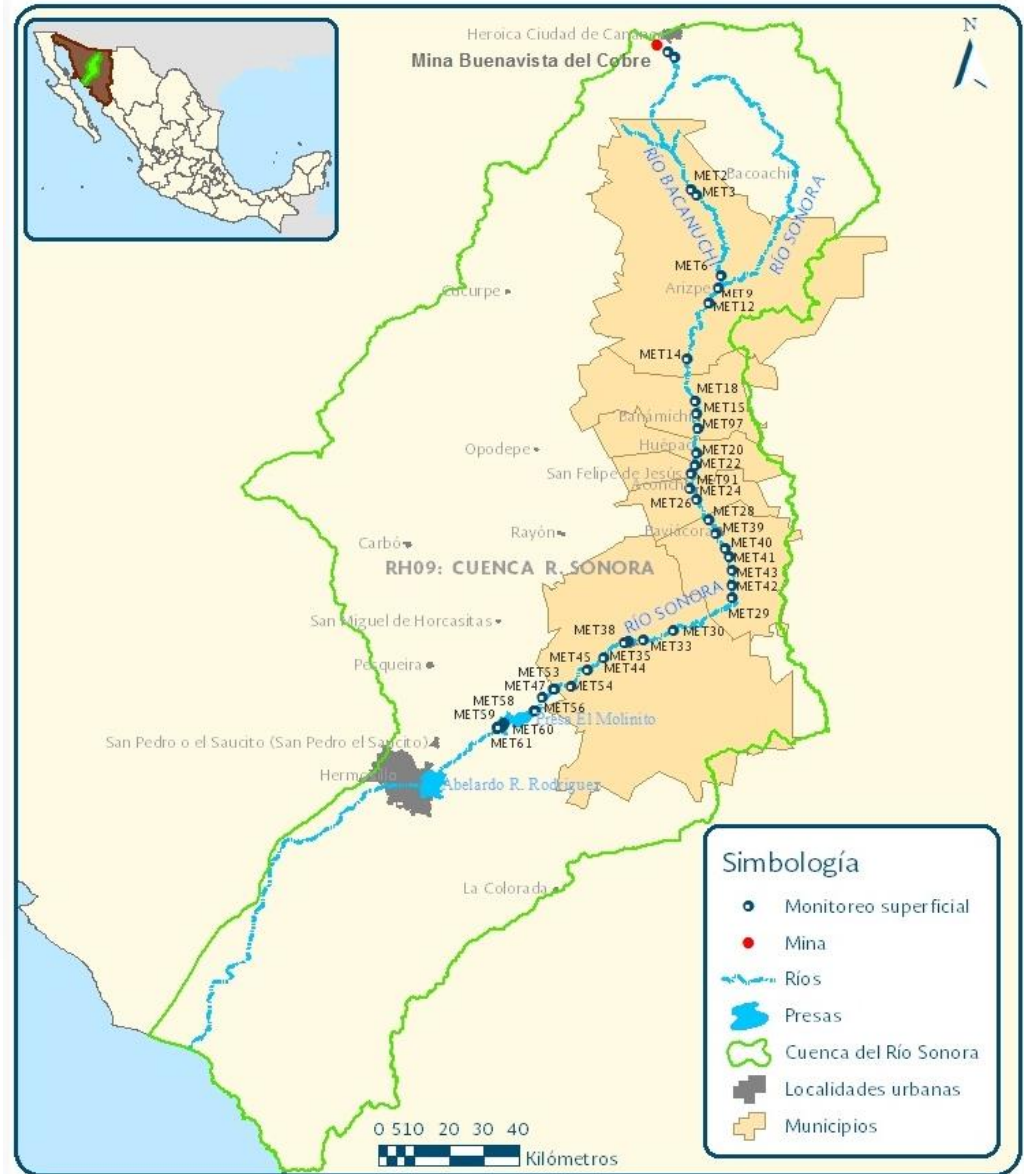 Heroica Ciudad de Cananea
Mina Buenavista del Cobre
N
RÍO BACANUCHI
MET2
Bacoachi
MET3
RÍO SONORA
MET6
Cucurpe
Arizpe
MET9
MET12
MET14
MET18
MET15
Banámichi
MET97
Huépac
MET20
Opodepe
MET22
San Felipe de Jesús
MET91
Aconchi
MET24
MET26
MET28
Rayón
Baviácora
MET39
Carbó
MET40
MET41
RH09: CUENCA R. SONORA
MET43
MET42
RÍO SONORA
MET29
San Miguel de Horcasitas
MET38
MET30
MET33
MET35
MET45
MET44
Pesqueira
MET53
MET54
MET47
MET58
MET56
MET59
Presa El Molinito
MET60
MET61
San Pedro o el Saucito (San Pedro el Saucito)
Hermosillo
Abelardo R. Rodríguez
La Colorada
Simbología
Monitoreo superficial
Mina
Ríos
Presas
Cuenca del Río Sonora
Localidades urbanas
Municipios
0 510 20 30 40
Kilómetros